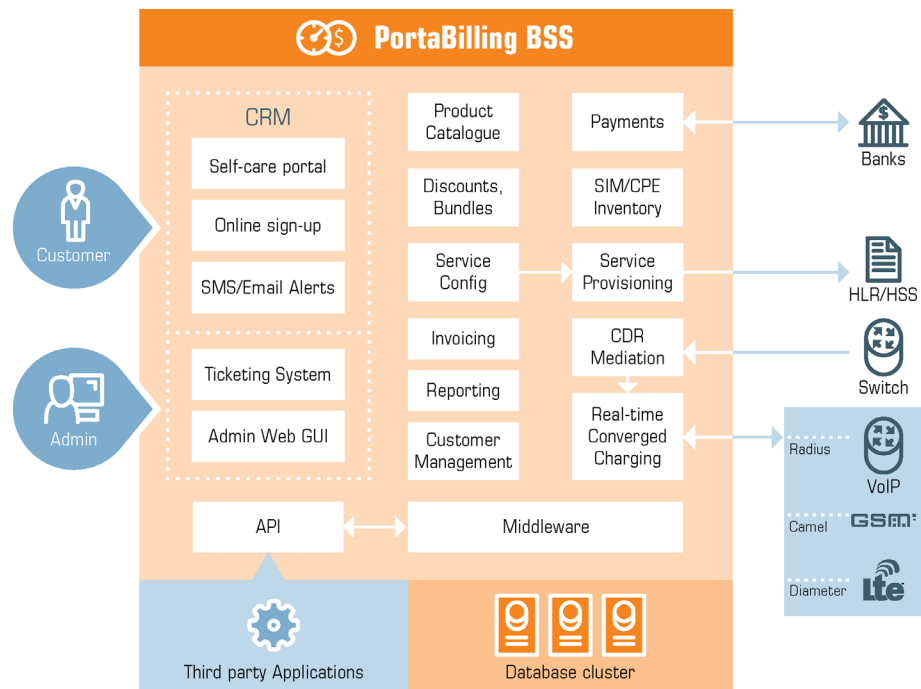 PortaBilling BSS
CRM
Self-care portal
Online sign-up
SMS/Email Alerts
Ticketing System
Admin Web GUI
Customer
Admin
Product
Catalogue
Discounts,
Bundles
Service
Config
Invoicing
Reporting
Customer
Management
Payments
SIM/CPE
Inventory
Service
Provisioning
CDR
Mediation
Real-time
Converged
Charging
API
Middleware
Third party Applications
Database cluster
$
Banks
HLR/HSS
Switch
Radius
VoIP
Camel
GSM
Diameter
Lte
$